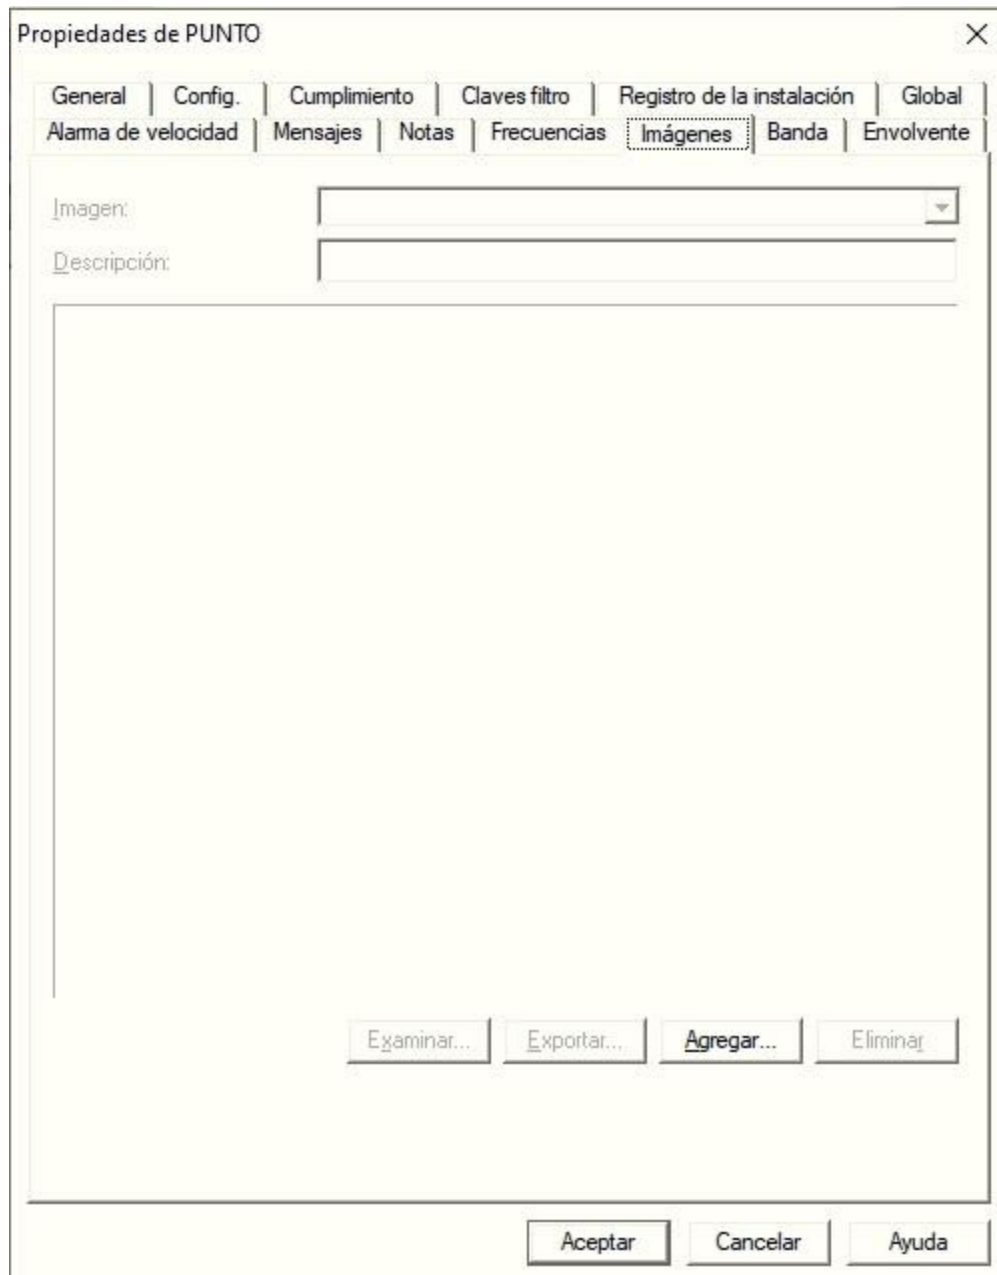 Propiedades de PUNTO
General Config. Cumplimiento Claves filtro Registro de la instalación Global
Alarma de velocidad Mensajes Notas Frecuencias Imágenes Banda Envolvente
Imagen:
Descripción:
Examinar... Exportar... Agregar... Eliminar
Aceptar Cancelar Ayuda